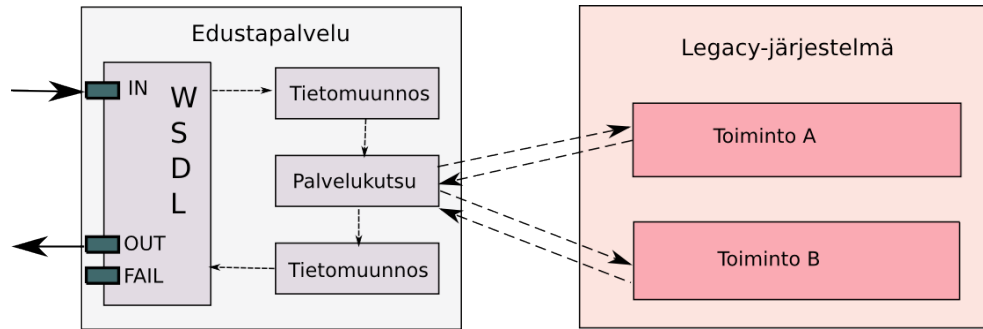 Edustapalvelu
IN
W
S
D
L
OUT
FAIL
Tietomuunnos
Palvelukutsu
Tietomuunnos
Legacy-järjestelmä
Toiminto A
Toiminto B